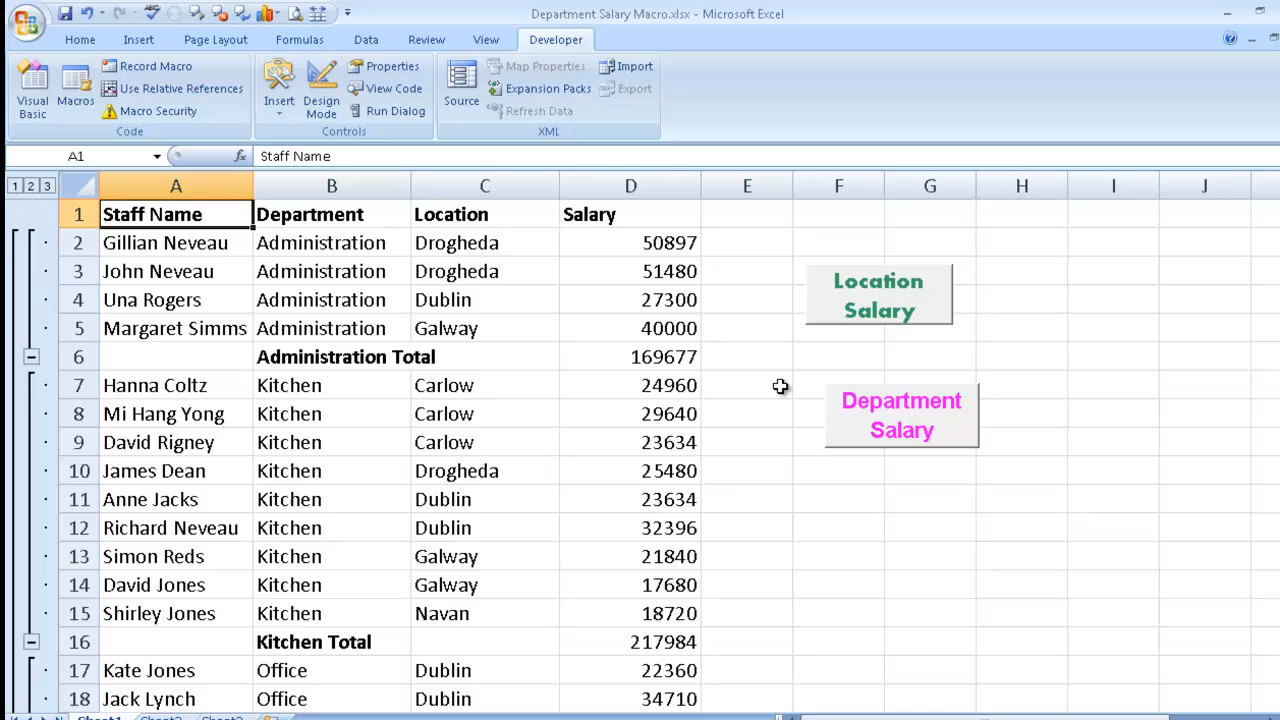 Department Salary Macro.xlsx - Microsoft Excel
Home Insert Page Layout Formulas Data Review View Developer
Visual Basic
Macros
Record Macro
Use Relative References
Macro Security
Code
Insert
Design Mode
Properties
View Code
Run Dialog
Controls
Source
Map Properties
Expansion Packs
Refresh Data
Import
Export
XML
A1 fx Staff Name
1 2 3 A B C D E F G H I J
1 Staff Name Department Location Salary
2 Gillian Neveau Administration Drogheda 50897
3 John Neveau Administration Drogheda 51480
4 Una Rogers Administration Dublin 27300
5 Margaret Simms Administration Galway 40000
6 Administration Total 169677
7 Hanna Coltz Kitchen Carlow 24960
8 Mi Hang Yong Kitchen Carlow 29640
9 David Rigney Kitchen Carlow 23634
10 James Dean Kitchen Drogheda 25480
11 Anne Jacks Kitchen Dublin 23634
12 Richard Neveau Kitchen Dublin 32396
13 Simon Reds Kitchen Galway 21840
14 David Jones Kitchen Galway 17680
15 Shirley Jones Kitchen Navan 18720
16 Kitchen Total 217984
17 Kate Jones Office Dublin 22360
18 Jack Lynch Office Dublin 34710
Location
Salary
Department
Salary
Sheet1 Sheet2 Sheet3